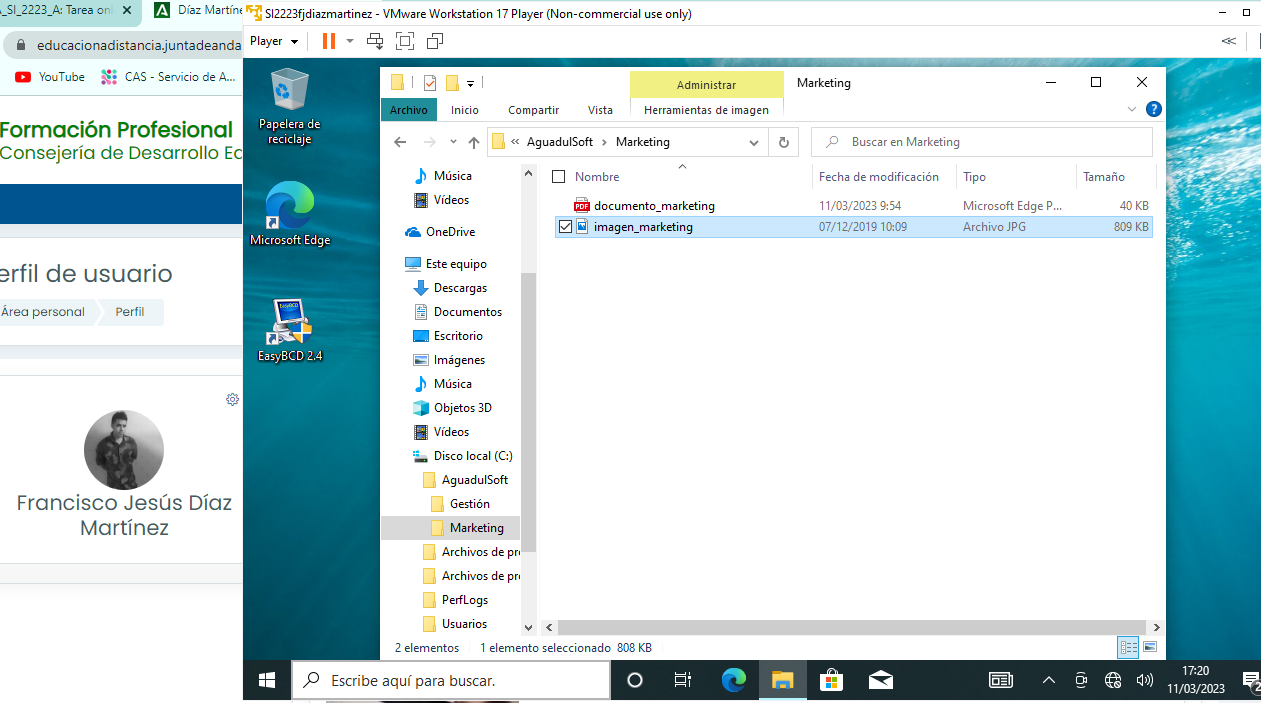 _SI_2223_A: Tarea onl
Díaz Martíne
educacionadistancia.juntadeanda
YouTube
CAS - Servicio de A...
Formación Profesional
Consejería de Desarrollo Ed
erfil de usuario
Área personal
Perfil
Francisco Jesús Díaz
Martínez
SI2223fjdiazmartinez - VMware Workstation 17 Player (Non-commercial use only)
Player
Papelera de
reciclaje
Microsoft Edge
EasyBCD 2.4
Administrar
Marketing
Archivo
Inicio
Compartir
Vista
Herramientas de imagen
« AguadulSoft › Marketing
Buscar en Marketing
Música
Vídeos
OneDrive
Este equipo
Descargas
Documentos
Escritorio
Imágenes
Música
Objetos 3D
Vídeos
Disco local (C:)
AguadulSoft
Gestión
Marketing
Archivos de pro
Archivos de pro
PerfLogs
Usuarios
Nombre
Fecha de modificación
Tipo
Tamaño
documento_marketing
11/03/2023 9:54
Microsoft Edge P...
40 KB
imagen_marketing
07/12/2019 10:09
Archivo JPG
809 KB
2 elementos
1 elemento seleccionado 808 KB
Escribe aquí para buscar.
17:20
11/03/2023
2